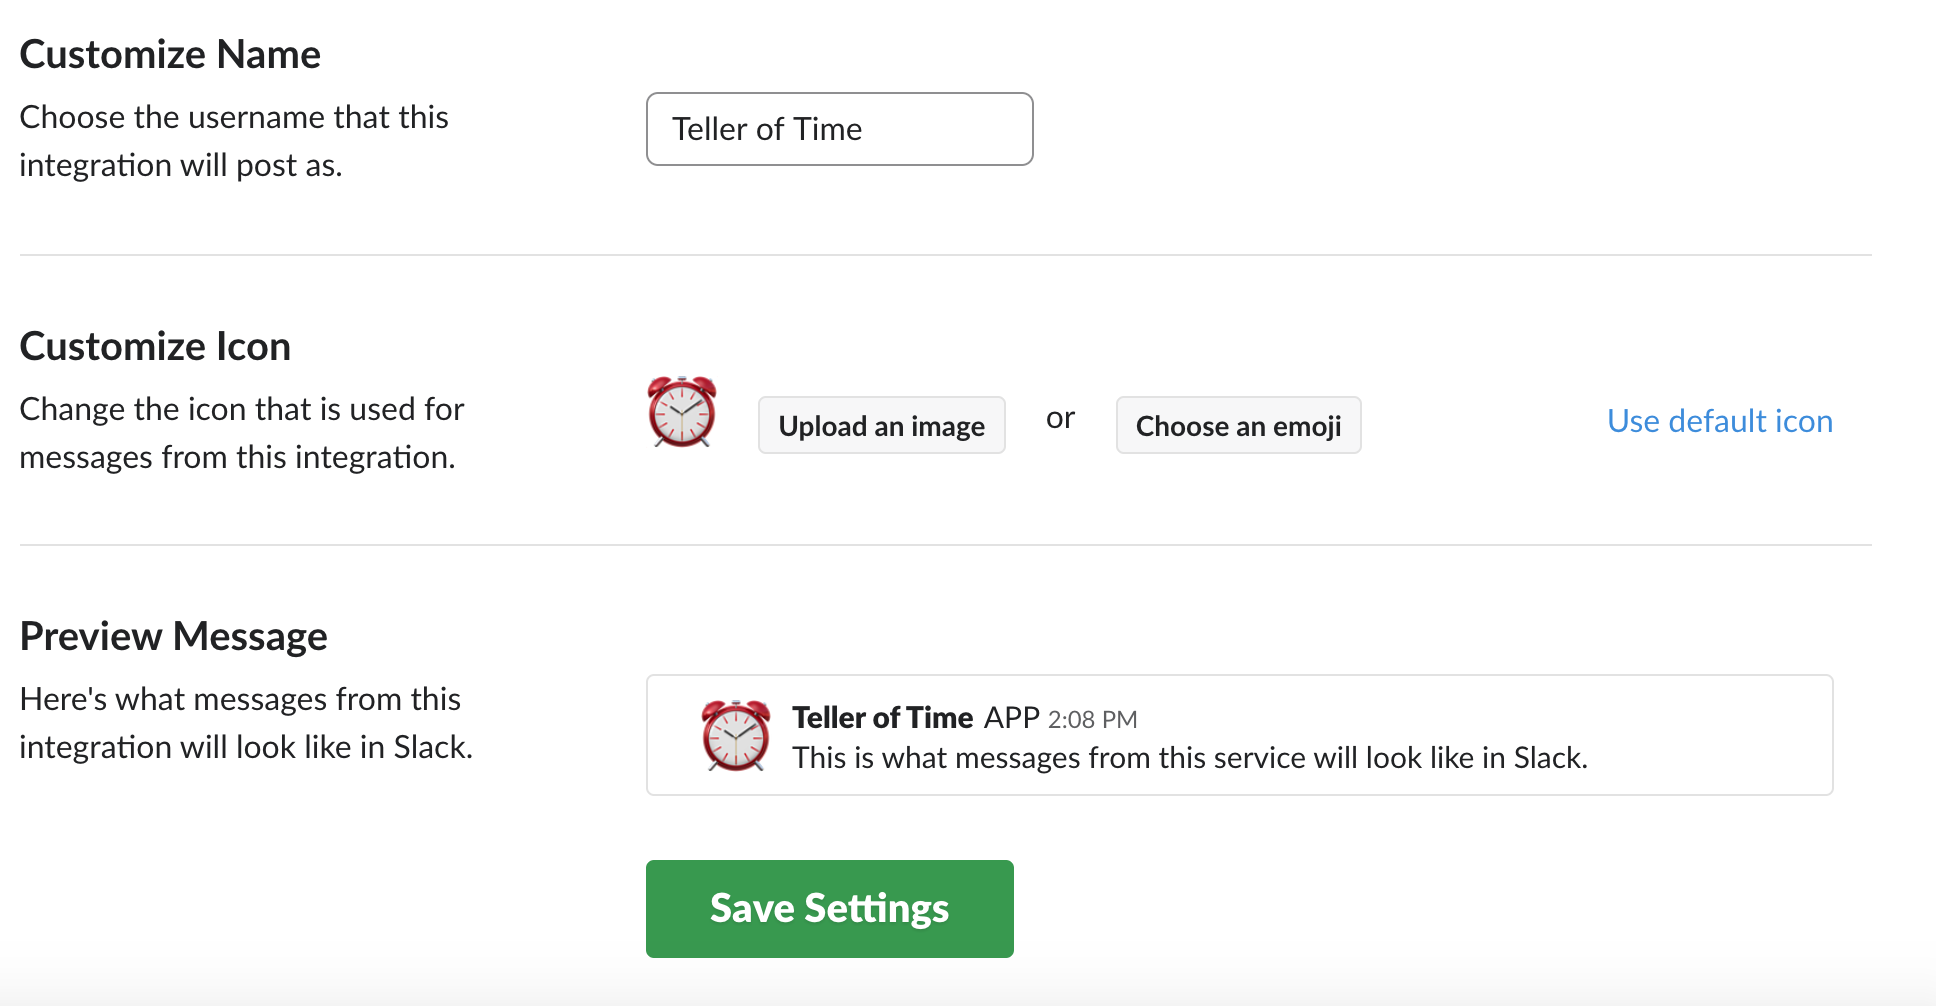 Customize Name
Choose the username that this
integration will post as.
Teller of Time
Customize Icon
Change the icon that is used for
messages from this integration.
Upload an image
or
Choose an emoji
Use default icon
Preview Message
Here's what messages from this
integration will look like in Slack.
Teller of Time APP 2:08 PM
This is what messages from this service will look like in Slack.
Save Settings